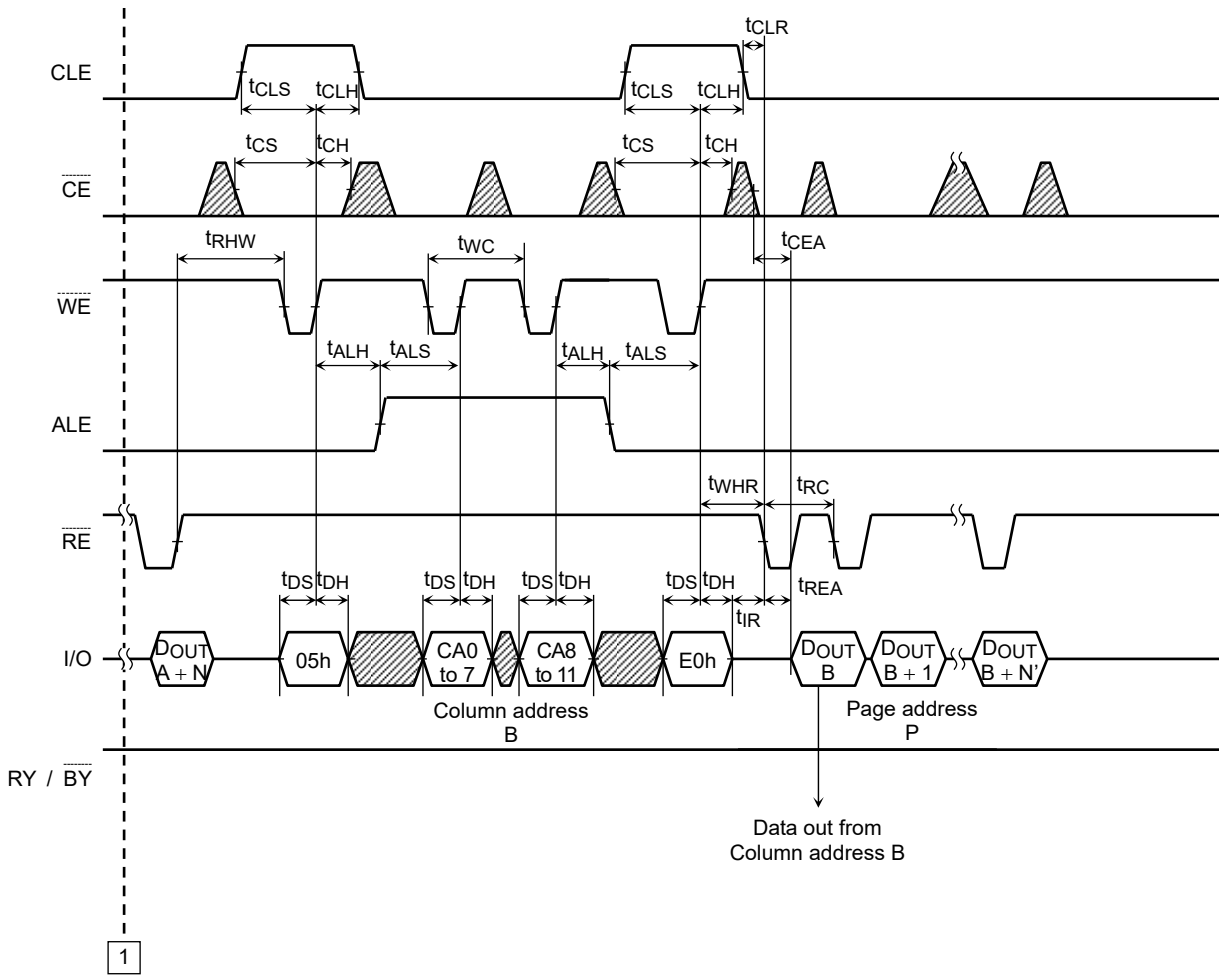 tCLR
CLE
tCLS tCLH tCLS tCLH
tCS tCH tCS tCH
CE
tRHW tWC tCEA
WE
tALH tALS tALH tALS
ALE
tWHR tRC
RE
tDS tDH tDS tDH tDS tDH tDS tDH tREA
tIR
I/O
DOUT
A + N
05h
CA0
to 7
CA8
to 11
E0h
DOUT
B
DOUT
B + 1
DOUT
B + N’
Column address
B
Page address
P
RY / BY
Data out from
Column address B
1